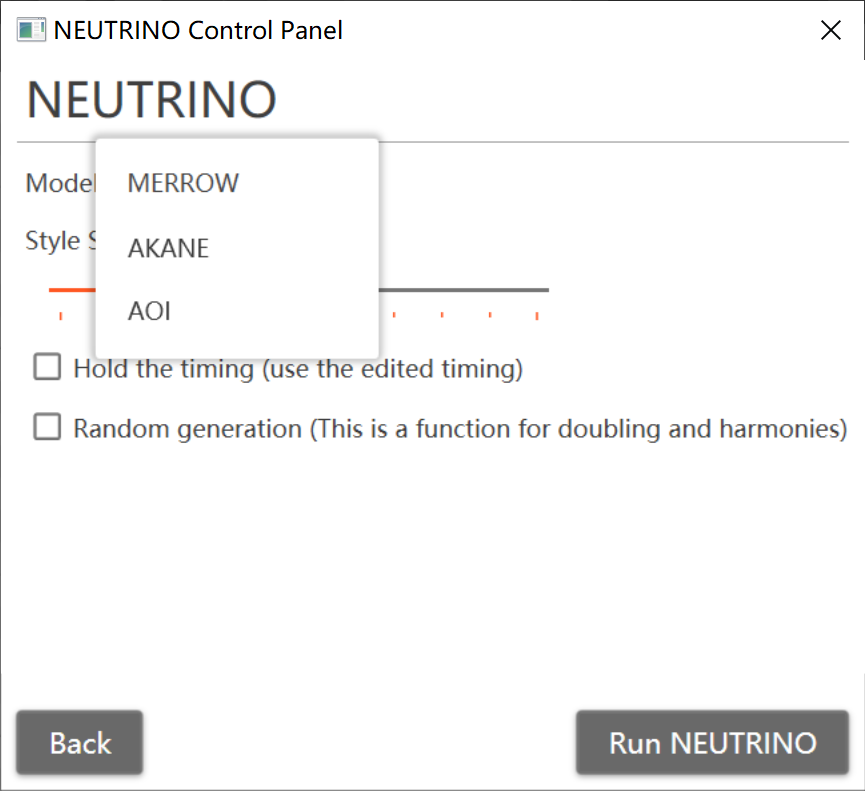 NEUTRINO Control Panel
NEUTRINO
Model
MERROW
Style S
AKANE
AOI
Hold the timing (use the edited timing)
Random generation (This is a function for doubling and harmonies)
Back
Run NEUTRINO